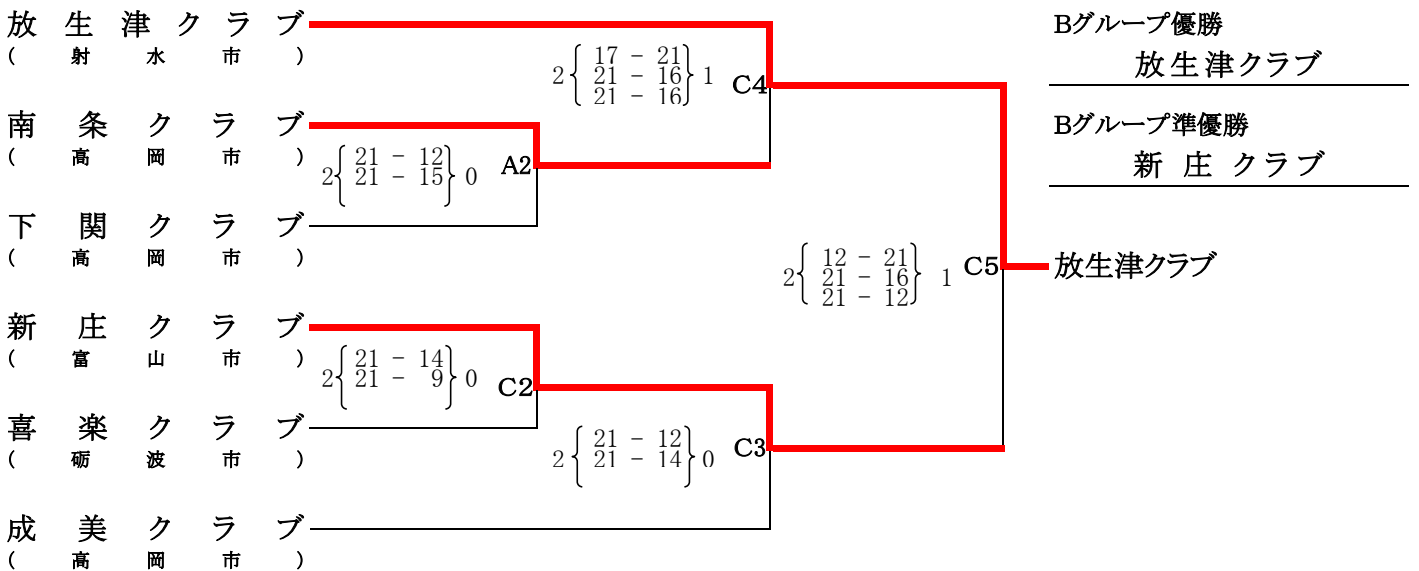 放生津クラブ
(射水市)
南条クラブ
(高岡市)
下関クラブ
(高岡市)
新庄クラブ
(富山市)
喜楽クラブ
(砺波市)
成美クラブ
(高岡市)
2{21 - 12}0
21 - 15
A2
2{21 - 14}0
21 - 9
C2
17 - 21
2{21 - 16}1
21 - 16
C4
2{21 - 12}0
21 - 14
C3
12 - 21
2{21 - 16}1
21 - 12
C5
放生津クラブ
Bグループ優勝
放生津クラブ
Bグループ準優勝
新庄クラブ